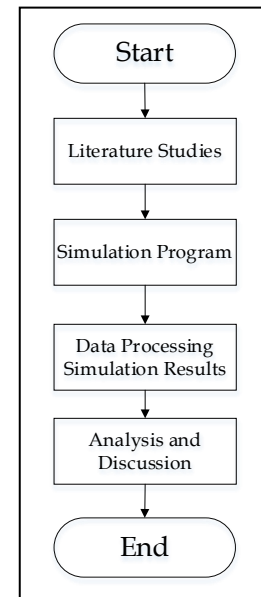 Start
Literature Studies
Simulation Program
Data Processing
Simulation Results
Analysis and
Discussion
End